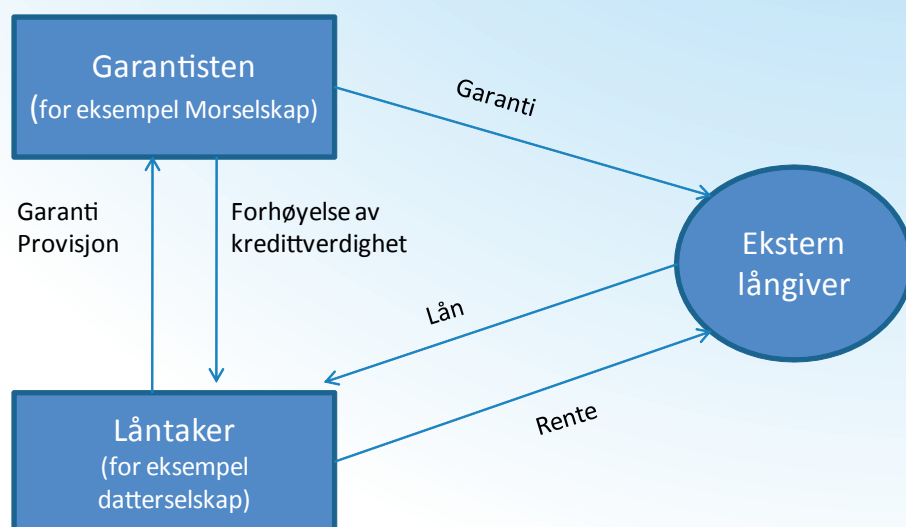 Garantisten
(for eksempel Morselskap)
Garanti
Garanti
Provisjon
Forhøyelse av
kredittverdighet
Ekstern
långiver
Lån
Rente
Låntaker
(for eksempel
datterselskap)